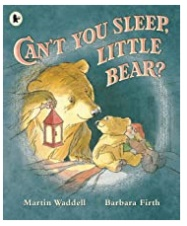 CAN'T YOU SLEEP,
LITTLE
BEAR?
Martin Waddell Barbara Firth